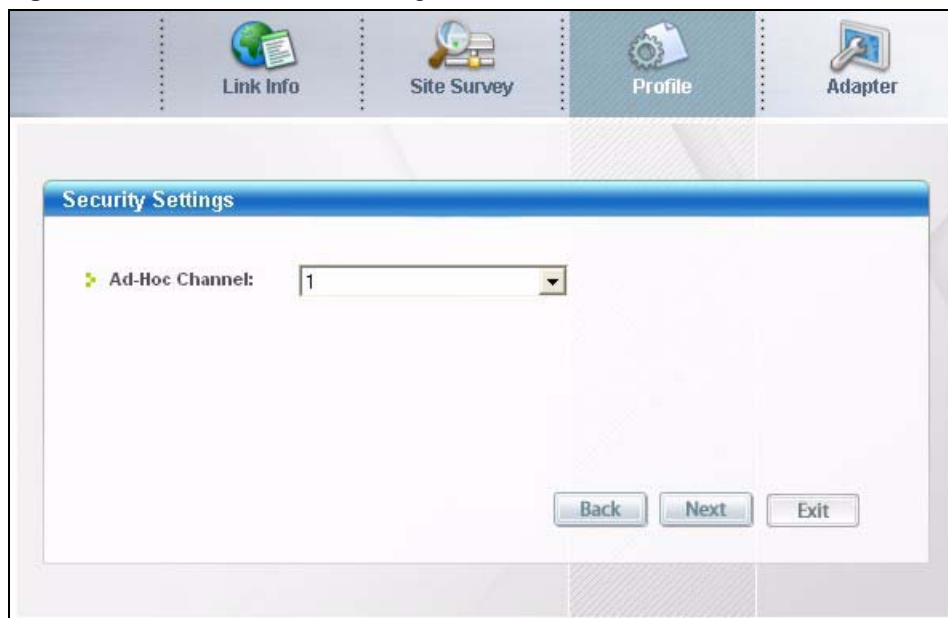 Link Info
Site Survey
Profile
Adapter
Security Settings
Ad-Hoc Channel:
1
Back
Next
Exit